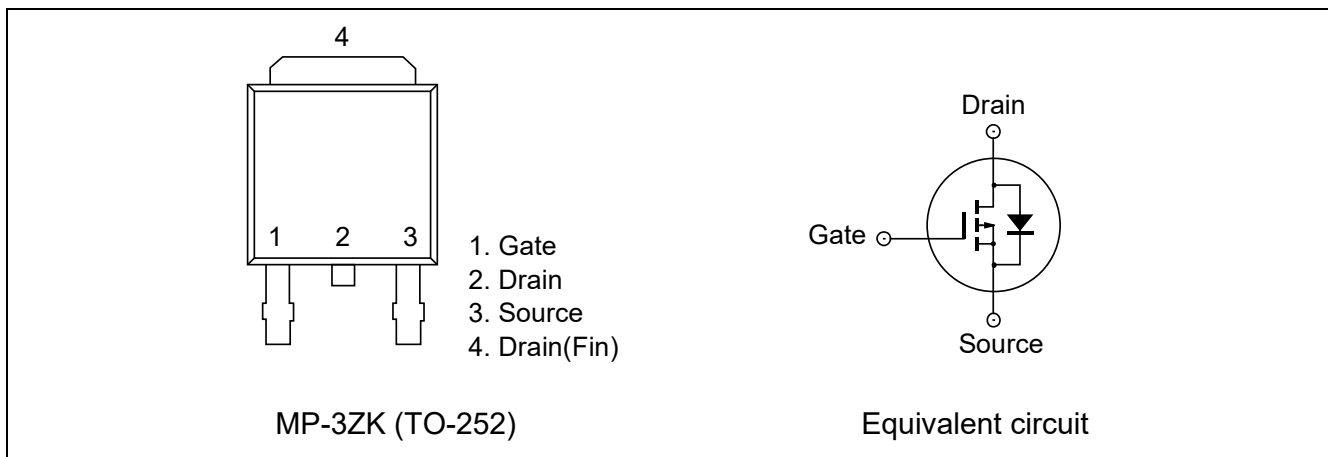 4
1
2
3
1. Gate
2. Drain
3. Source
4. Drain(Fin)
MP-3ZK (TO-252)
Drain
Gate
Source
Equivalent circuit